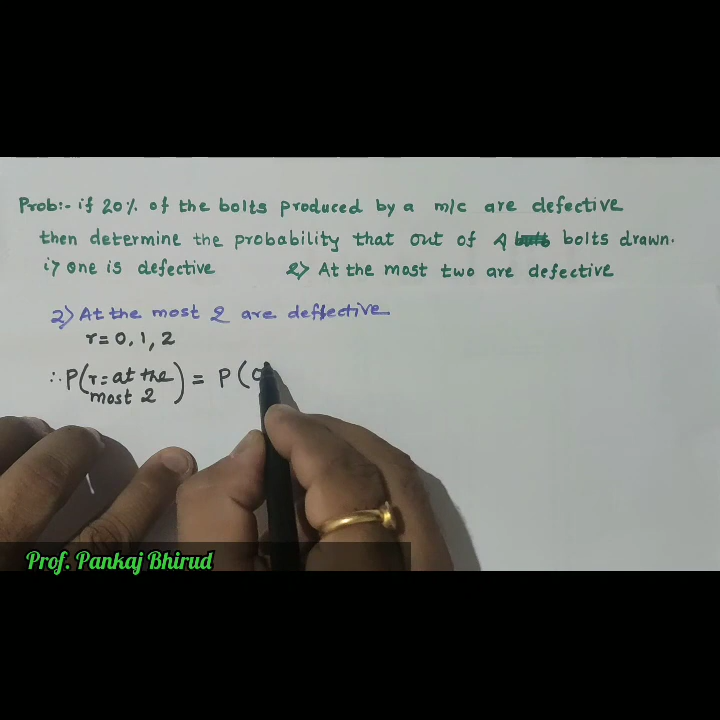 Prob:- if 20% of the bolts produced by a m/c are defective
then determine the probability that out of 4 bolts drawn.
i) one is defective 2) At the most two are defective
2) At the most 2 are deffective
r = 0, 1, 2
∴ P(r = at the most 2) = P(0
Prof. Pankaj Bhirud